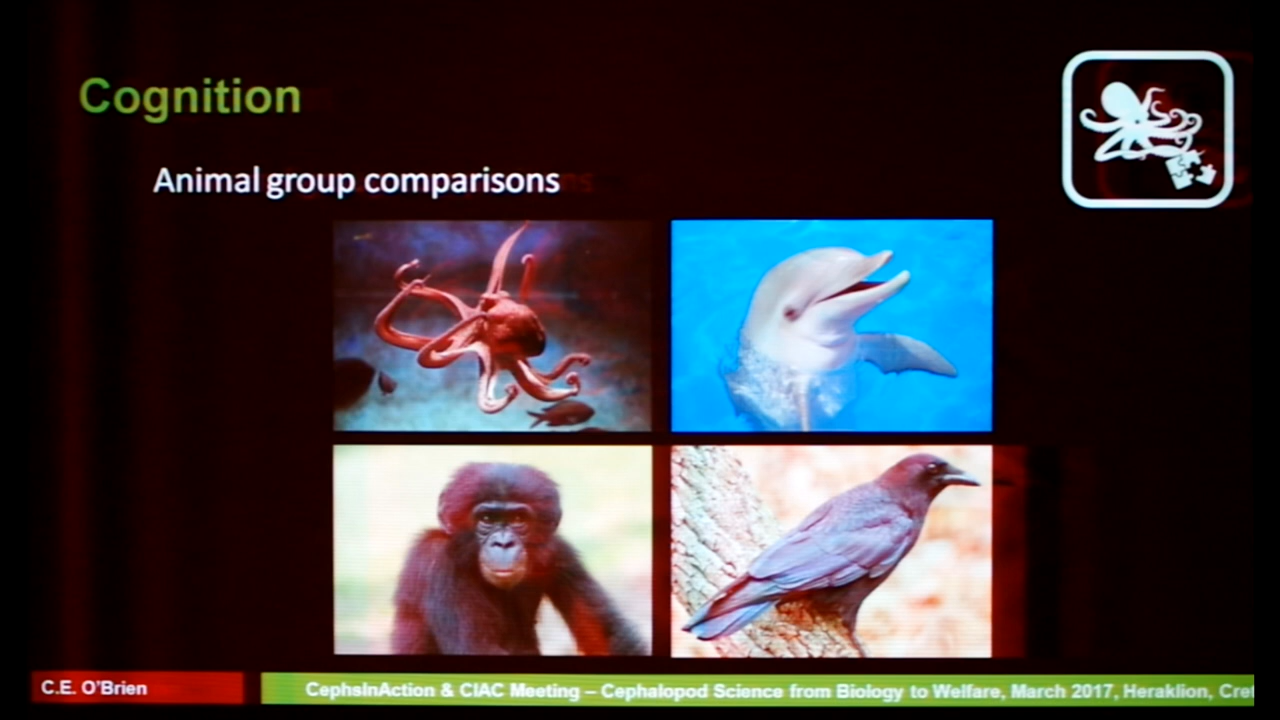 Cognition
Animal group comparisons
C.E. O'Brien
CephsInAction & CIAC Meeting – Cephalopod Science from Biology to Welfare, March 2017, Heraklion,